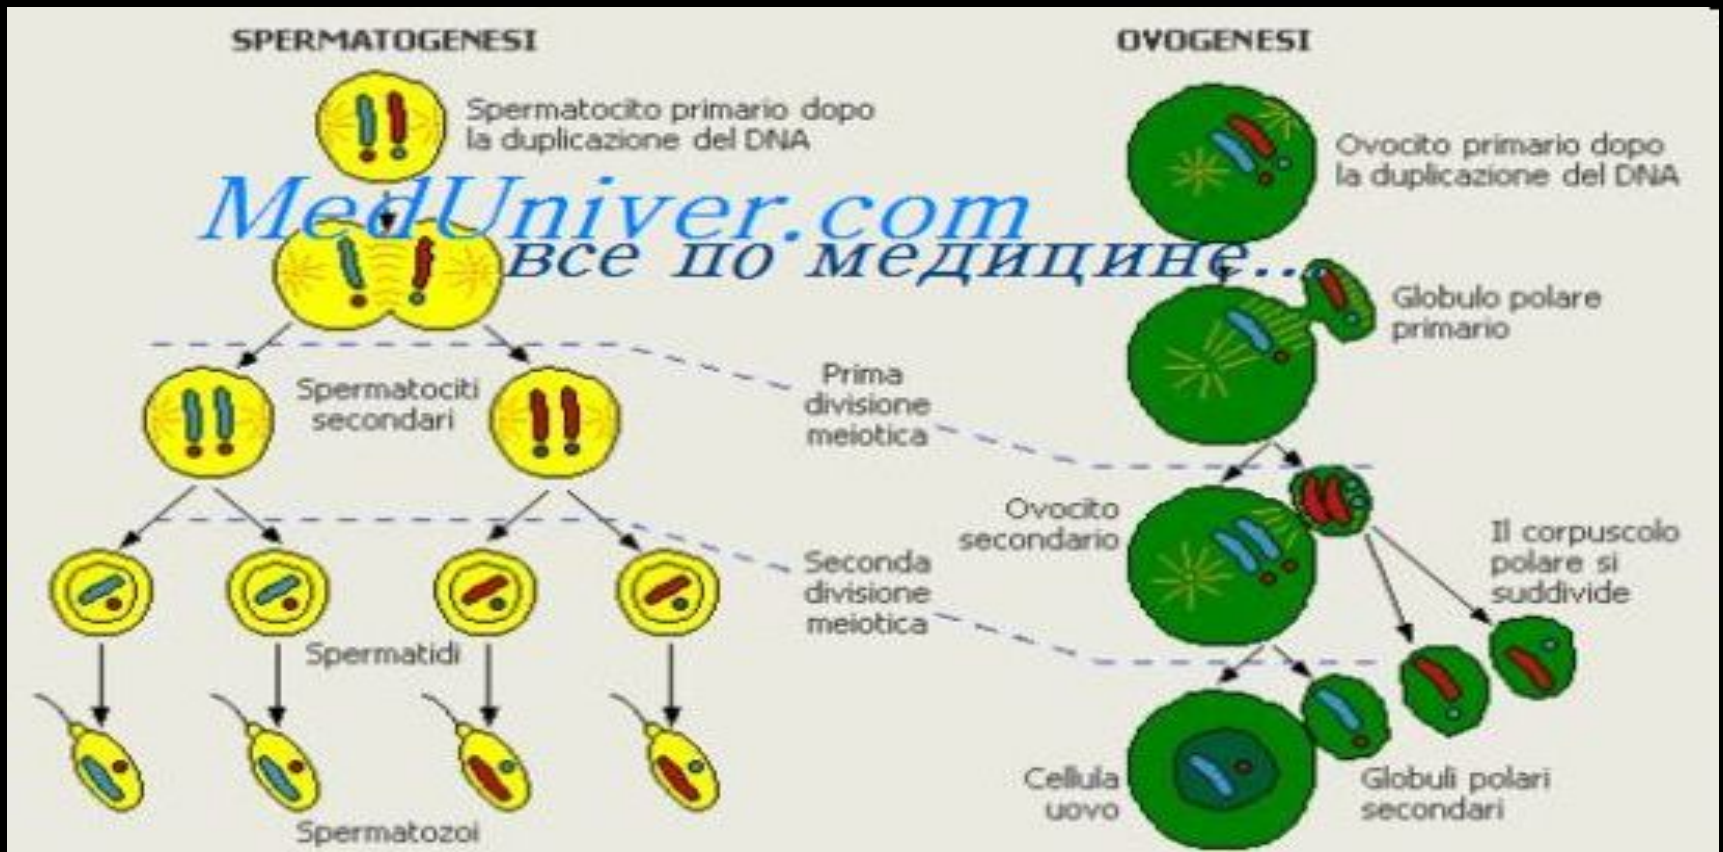 SPERMATOGENESI
Spermatocito primario dopo
la duplicazione del DNA
MedUniver.com
все по медицине...
Spermatociti
secondari
Prima
divisione
meiotica
Seconda
divisione
meiotica
Spermatidi
Spermatozoi
OVOGENESI
Ovocito primario dopo
la duplicazione del DNA
Globulo polare
primario
Ovocito
secondario
Il corpuscolo
polare si
suddivide
Cellula
uovo
Globuli polari
secondari